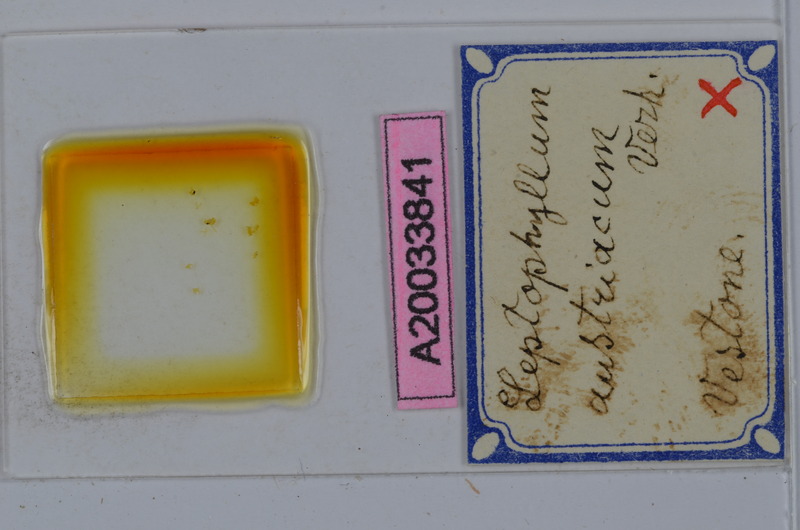 A20033841
Leptophyllum
austriacum
Verh.
Vestone.
X